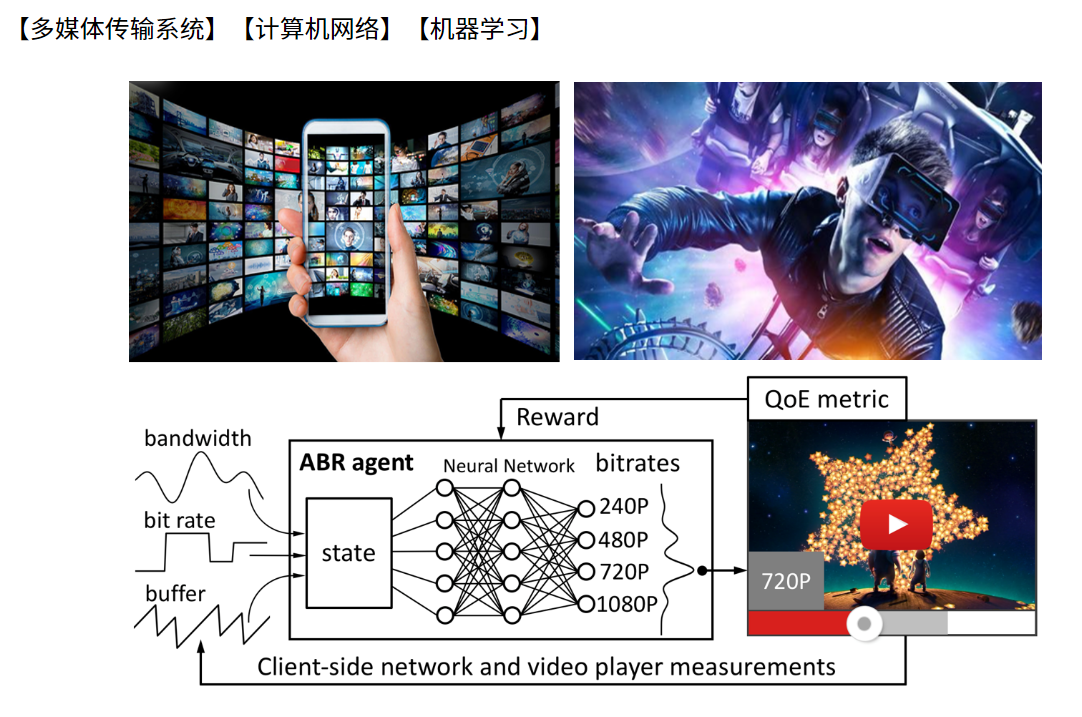 【多媒体传输系统】【计算机网络】【机器学习】
QoE metric
Reward
bandwidth
ABR agent
Neural Network
bitrates
240P
bit rate
480P
state
720P
720P
buffer
1080P
Client-side network and video player measurements